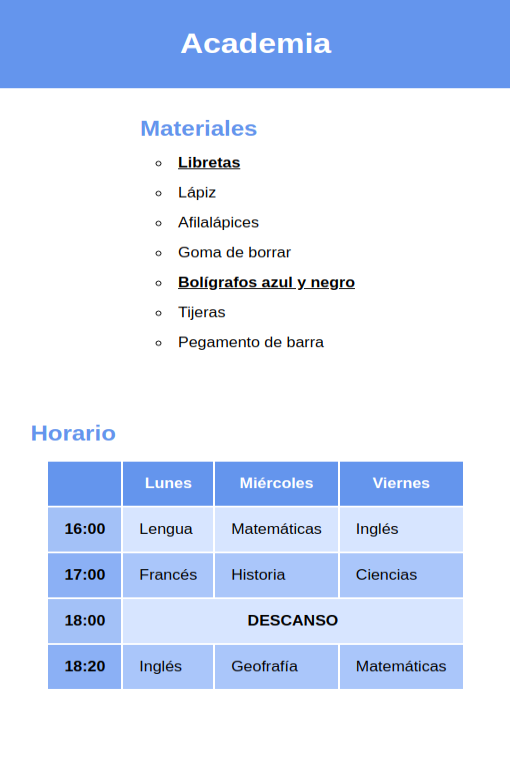 Academia
Materiales
Libretas
Lápiz
Afilalápices
Goma de borrar
Bolígrafos azul y negro
Tijeras
Pegamento de barra
Horario
Lunes Miércoles Viernes
16:00 Lengua Matemáticas Inglés
17:00 Francés Historia Ciencias
18:00 DESCANSO
18:20 Inglés Geofrafía Matemáticas